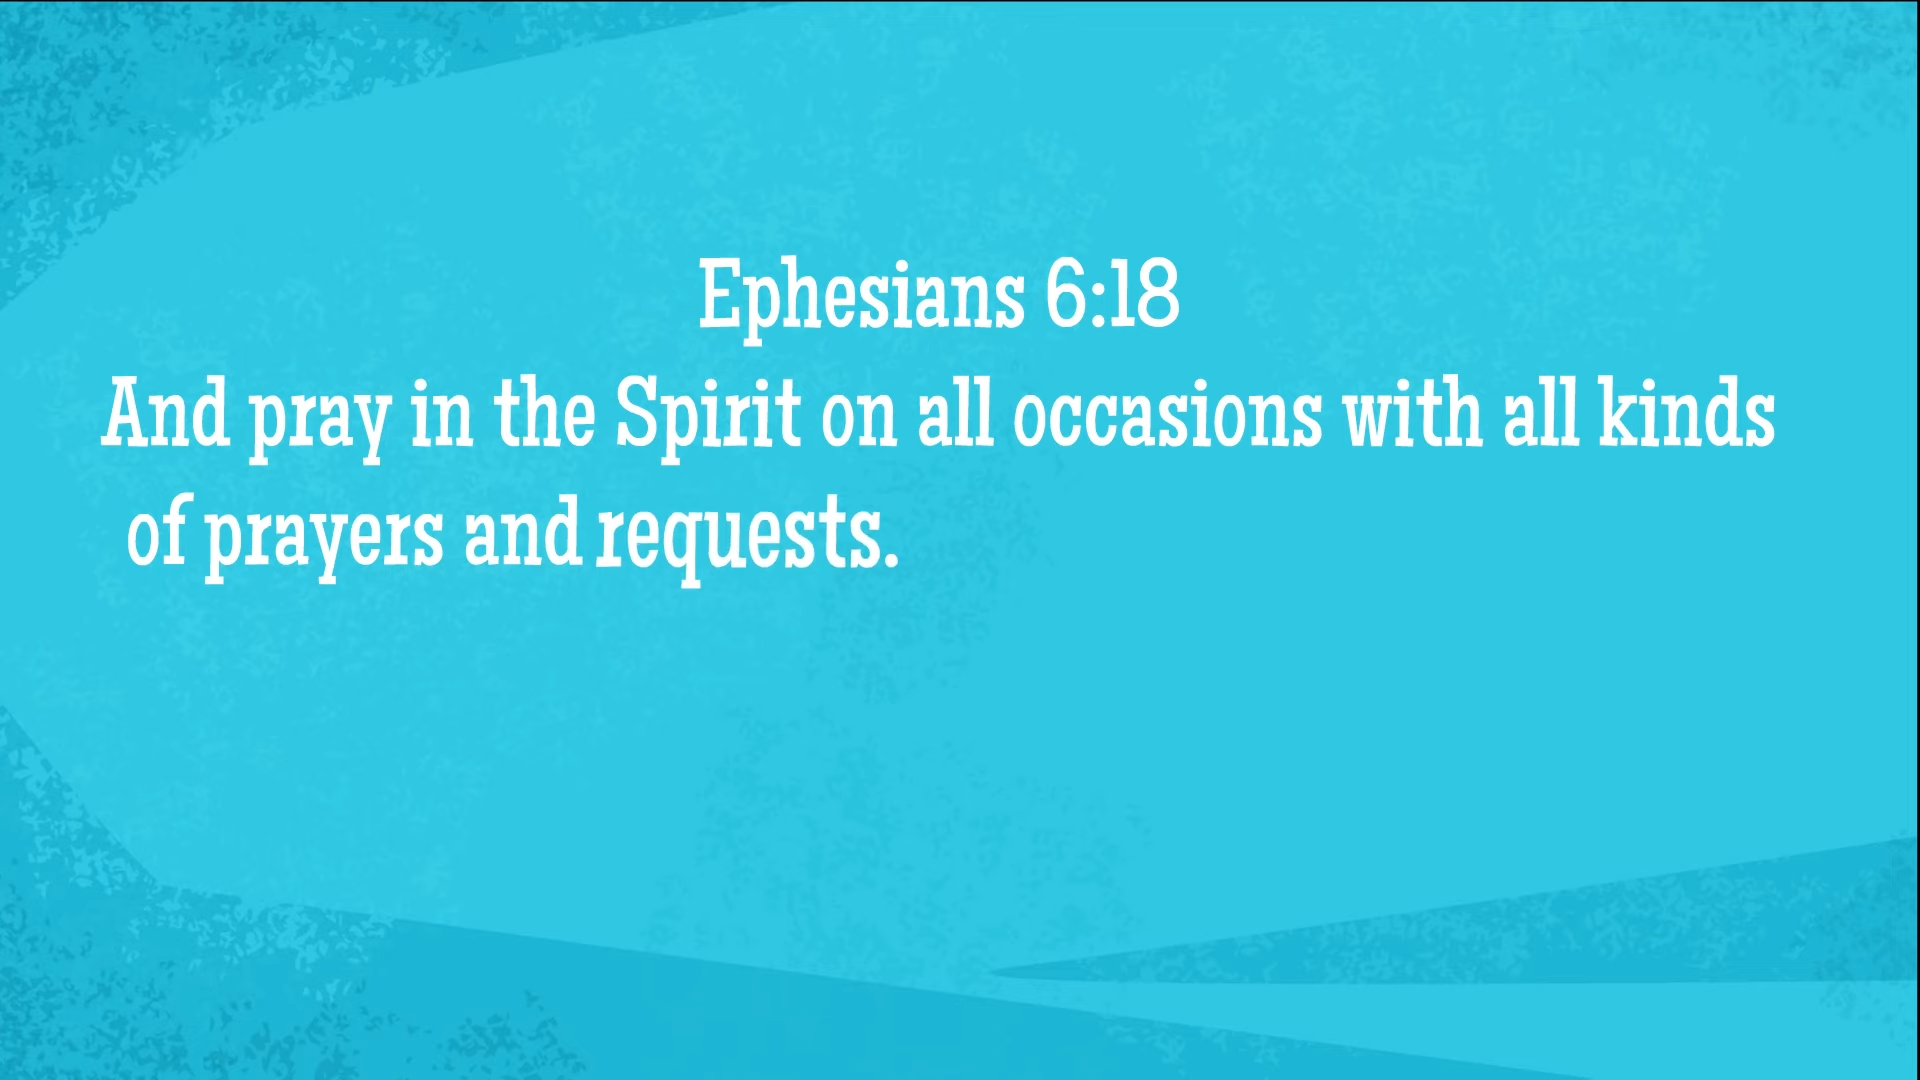 Ephesians 6:18
And pray in the Spirit on all occasions with all kinds
of prayers and requests.